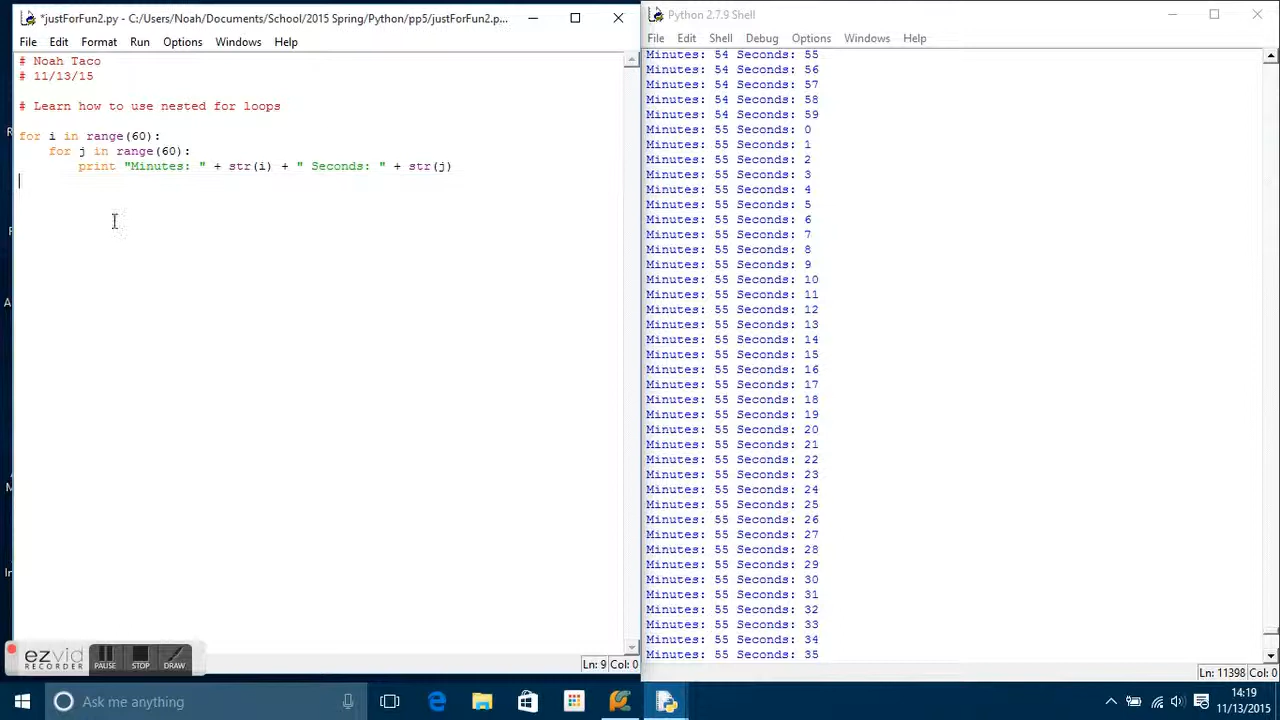 *justForFun2.py - C:/Users/Noah/Documents/School/2015 Spring/Python/pp5/justForFun2.p...
File Edit Format Run Options Windows Help
# Noah Taco
# 11/13/15
# Learn how to use nested for loops
for i in range(60):
for j in range(60):
print "Minutes: " + str(i) + " Seconds: " + str(j)
Ln: 9 Col: 0
Python 2.7.9 Shell
File Edit Shell Debug Options Windows Help
Minutes: 54 Seconds: 55
Minutes: 54 Seconds: 56
Minutes: 54 Seconds: 57
Minutes: 54 Seconds: 58
Minutes: 54 Seconds: 59
Minutes: 55 Seconds: 0
Minutes: 55 Seconds: 1
Minutes: 55 Seconds: 2
Minutes: 55 Seconds: 3
Minutes: 55 Seconds: 4
Minutes: 55 Seconds: 5
Minutes: 55 Seconds: 6
Minutes: 55 Seconds: 7
Minutes: 55 Seconds: 8
Minutes: 55 Seconds: 9
Minutes: 55 Seconds: 10
Minutes: 55 Seconds: 11
Minutes: 55 Seconds: 12
Minutes: 55 Seconds: 13
Minutes: 55 Seconds: 14
Minutes: 55 Seconds: 15
Minutes: 55 Seconds: 16
Minutes: 55 Seconds: 17
Minutes: 55 Seconds: 18
Minutes: 55 Seconds: 19
Minutes: 55 Seconds: 20
Minutes: 55 Seconds: 21
Minutes: 55 Seconds: 22
Minutes: 55 Seconds: 23
Minutes: 55 Seconds: 24
Minutes: 55 Seconds: 25
Minutes: 55 Seconds: 26
Minutes: 55 Seconds: 27
Minutes: 55 Seconds: 28
Minutes: 55 Seconds: 29
Minutes: 55 Seconds: 30
Minutes: 55 Seconds: 31
Minutes: 55 Seconds: 32
Minutes: 55 Seconds: 33
Minutes: 55 Seconds: 34
Minutes: 55 Seconds: 35
Ln: 11398 Col: 0
ezvid
RECORDER
PAUSE STOP DRAW
Ask me anything
14:19
11/13/2015